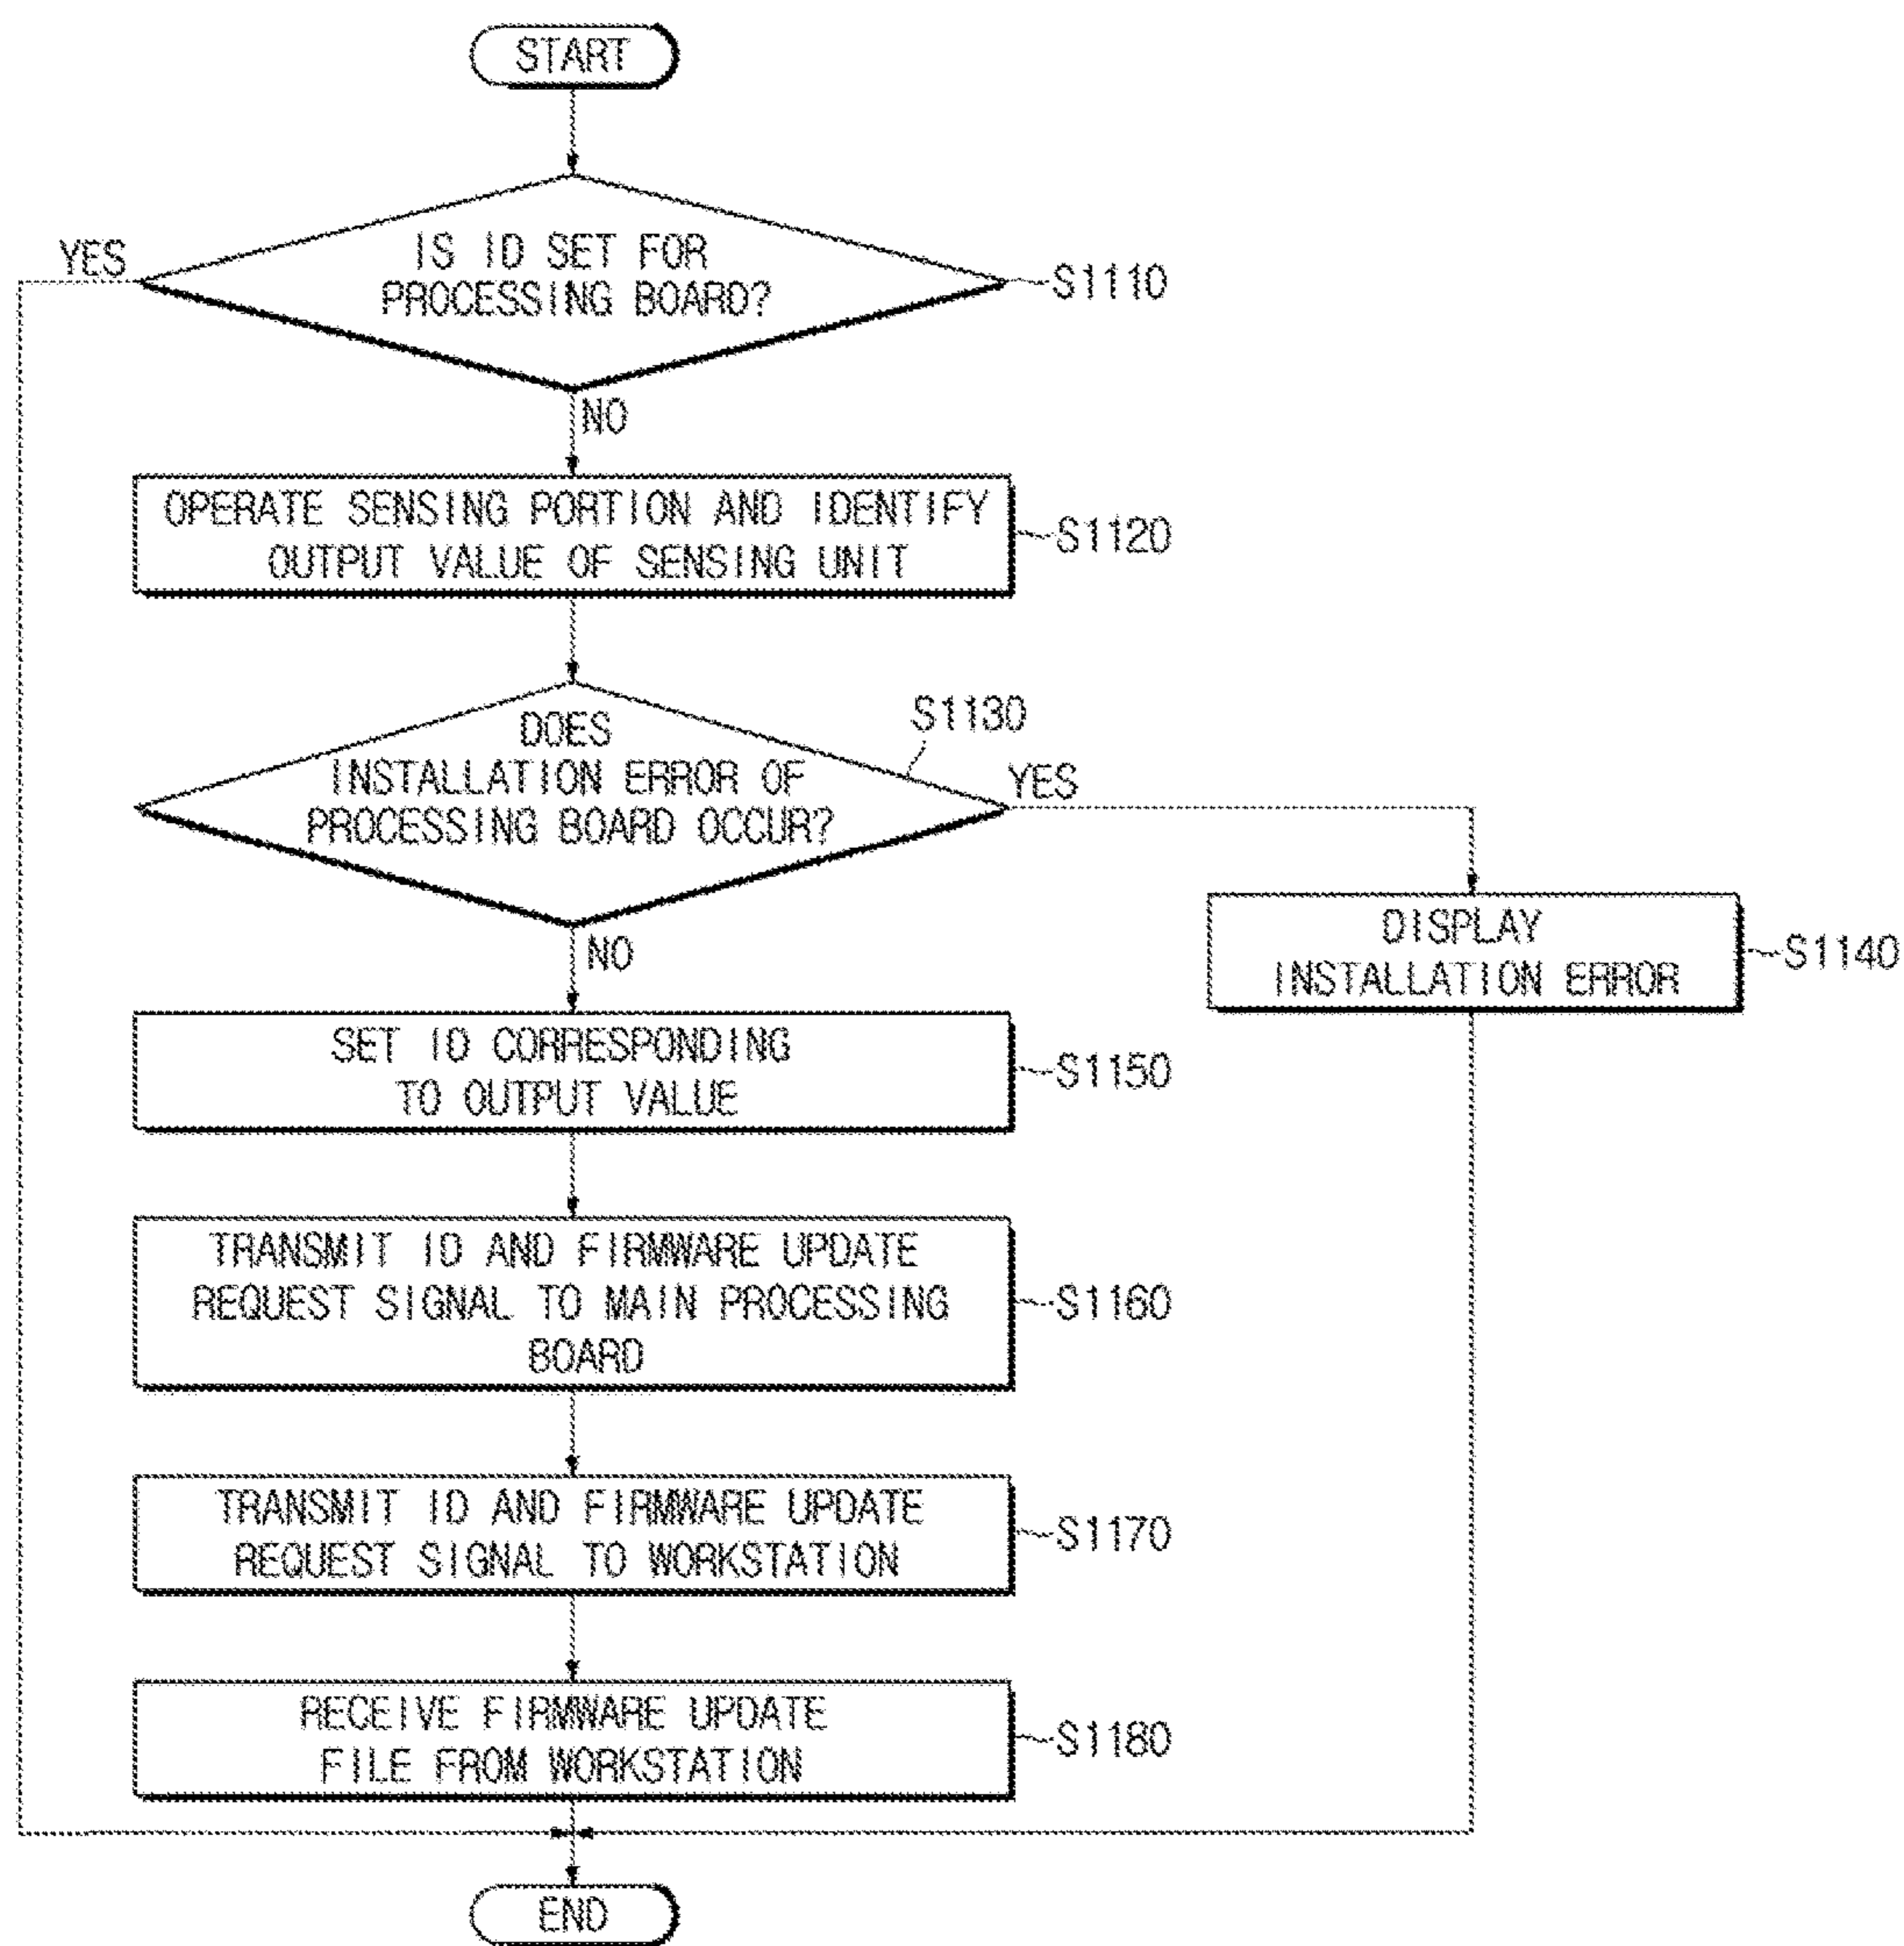 START
YES
IS ID SET FOR
PROCESSING BOARD?
S1110
NO
OPERATE SENSING PORTION AND IDENTIFY
OUTPUT VALUE OF SENSING UNIT
S1120
DOES
INSTALLATION ERROR OF
PROCESSING BOARD OCCUR?
S1130
YES
NO
DISPLAY
INSTALLATION ERROR
S1140
SET ID CORRESPONDING
TO OUTPUT VALUE
S1150
TRANSMIT ID AND FIRMWARE UPDATE
REQUEST SIGNAL TO MAIN PROCESSING
BOARD
S1160
TRANSMIT ID AND FIRMWARE UPDATE
REQUEST SIGNAL TO WORKSTATION
S1170
RECEIVE FIRMWARE UPDATE
FILE FROM WORKSTATION
S1180
END